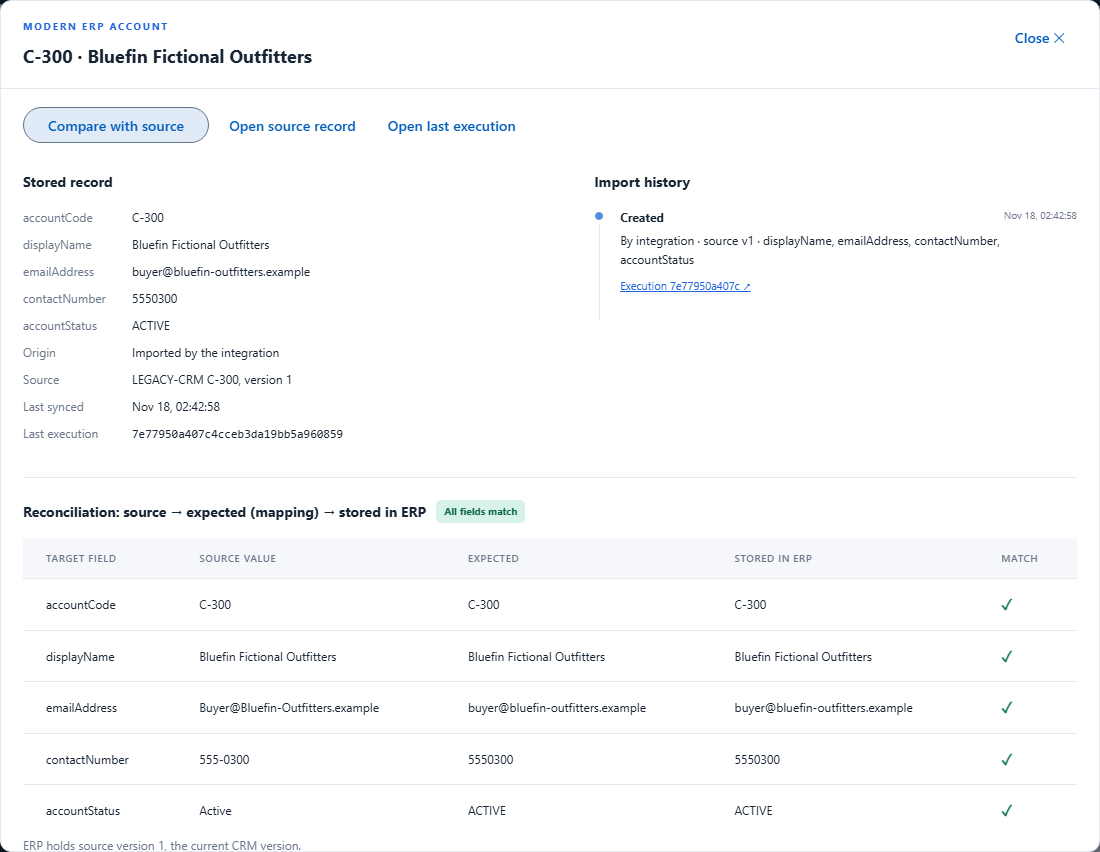 MODERN ERP ACCOUNT
C-300 · Bluefin Fictional Outfitters
Close ×
Compare with source
Open source record
Open last execution
Stored record
accountCode C-300
displayName Bluefin Fictional Outfitters
emailAddress buyer@bluefin-outfitters.example
contactNumber 5550300
accountStatus ACTIVE
Origin Imported by the integration
Source LEGACY-CRM C-300, version 1
Last synced Nov 18, 02:42:58
Last execution 7e77950a407c4cceb3da19bb5a960859
Import history
Created Nov 18, 02:42:58
By integration · source v1 · displayName, emailAddress, contactNumber,
accountStatus
Execution 7e77950a407c ↗
Reconciliation: source → expected (mapping) → stored in ERP All fields match
TARGET FIELD SOURCE VALUE EXPECTED STORED IN ERP MATCH
accountCode C-300 C-300 C-300 ✓
displayName Bluefin Fictional Outfitters Bluefin Fictional Outfitters Bluefin Fictional Outfitters ✓
emailAddress Buyer@Bluefin-Outfitters.example buyer@bluefin-outfitters.example buyer@bluefin-outfitters.example ✓
contactNumber 555-0300 5550300 5550300 ✓
accountStatus Active ACTIVE ACTIVE ✓
ERP holds source version 1, the current CRM version.